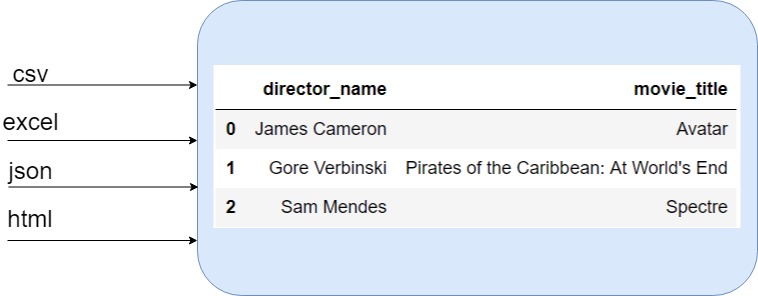 csv
excel
json
html
director_name movie_title
0 James Cameron Avatar
1 Gore Verbinski Pirates of the Caribbean: At World's End
2 Sam Mendes Spectre